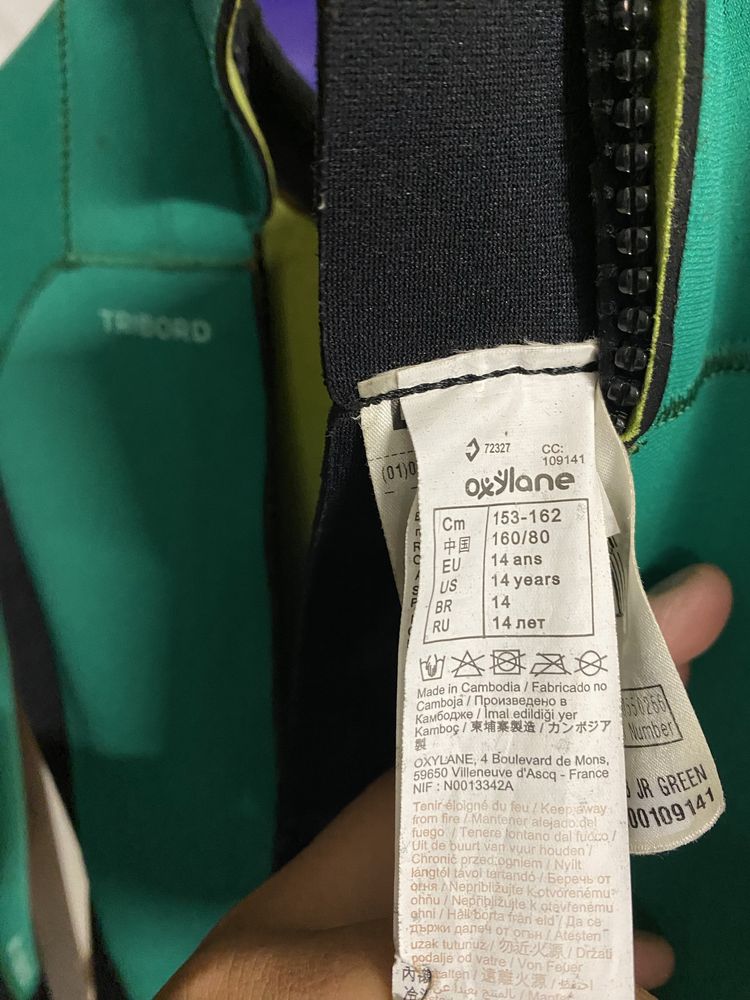 TRIBORD
(01)0
72327
CC:
109141
oxylane
Cm 153-162
中国 160/80
EU 14 ans
US 14 years
BR 14
RU 14 лет
Made in Cambodia / Fabricado no
Camboja / Произведено в
Камбодже / İmal edildiği yer
Kamboç / 柬埔寨製造 / カンボジア
製
OXYLANE, 4 Boulevard de Mons,
59650 Villeneuve d'Ascq - France
NIF : N0013342A
Tenir éloigné du feu / Keep away
from fire / Mantener alejado del
fuego / Tenere lontano dal fuoco /
Uit de buurt van vuur houden /
Chronić przed ogniem / Nyílt
lángtól távol tartandó / Беречь от
огня / Nepribližujte k otvorenému
ohňu / Nepřibližujte k otevřenému
ohni / Håll borta från eld / Да се
държи далеч от огън / Ateşten
uzak tutunuz / 勿近火源 / Držati
podalje od vatre / Von Feuer
Number
JR GREEN
00109141